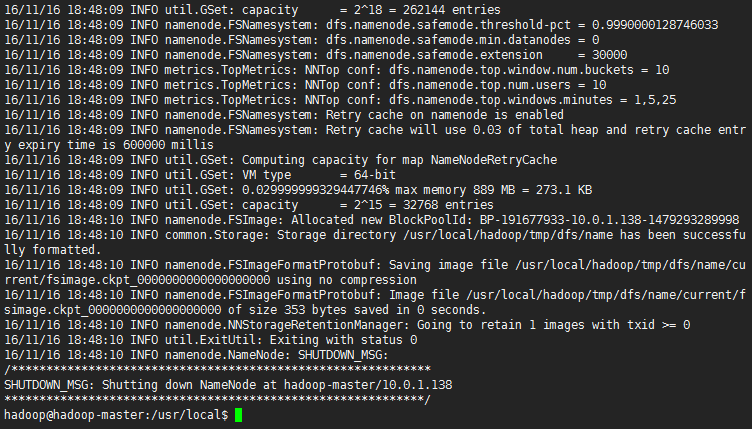 16/11/16 18:48:09 INFO util.GSet: capacity      = 2^18 = 262144 entries
16/11/16 18:48:09 INFO namenode.FSNamesystem: dfs.namenode.safemode.threshold-pct = 0.9990000128746033
16/11/16 18:48:09 INFO namenode.FSNamesystem: dfs.namenode.safemode.min.datanodes = 0
16/11/16 18:48:09 INFO namenode.FSNamesystem: dfs.namenode.safemode.extension     = 30000
16/11/16 18:48:09 INFO metrics.TopMetrics: NNTop conf: dfs.namenode.top.window.num.buckets = 10
16/11/16 18:48:09 INFO metrics.TopMetrics: NNTop conf: dfs.namenode.top.num.users = 10
16/11/16 18:48:09 INFO metrics.TopMetrics: NNTop conf: dfs.namenode.top.windows.minutes = 1,5,25
16/11/16 18:48:09 INFO namenode.FSNamesystem: Retry cache on namenode is enabled
16/11/16 18:48:09 INFO namenode.FSNamesystem: Retry cache will use 0.03 of total heap and retry cache entr
y expiry time is 600000 millis
16/11/16 18:48:09 INFO util.GSet: Computing capacity for map NameNodeRetryCache
16/11/16 18:48:09 INFO util.GSet: VM type       = 64-bit
16/11/16 18:48:09 INFO util.GSet: 0.029999999329447746% max memory 889 MB = 273.1 KB
16/11/16 18:48:09 INFO util.GSet: capacity      = 2^15 = 32768 entries
16/11/16 18:48:10 INFO namenode.FSImage: Allocated new BlockPoolId: BP-191677933-10.0.1.138-1479293289998
16/11/16 18:48:10 INFO common.Storage: Storage directory /usr/local/hadoop/tmp/dfs/name has been successfu
lly formatted.
16/11/16 18:48:10 INFO namenode.FSImageFormatProtobuf: Saving image file /usr/local/hadoop/tmp/dfs/name/cu
rrent/fsimage.ckpt_0000000000000000000 using no compression
16/11/16 18:48:10 INFO namenode.FSImageFormatProtobuf: Image file /usr/local/hadoop/tmp/dfs/name/current/f
simage.ckpt_0000000000000000000 of size 353 bytes saved in 0 seconds.
16/11/16 18:48:10 INFO namenode.NNStorageRetentionManager: Going to retain 1 images with txid >= 0
16/11/16 18:48:10 INFO util.ExitUtil: Exiting with status 0
16/11/16 18:48:10 INFO namenode.NameNode: SHUTDOWN_MSG:
/************************************************************
SHUTDOWN_MSG: Shutting down NameNode at hadoop-master/10.0.1.138
************************************************************/
hadoop@hadoop-master:/usr/local$